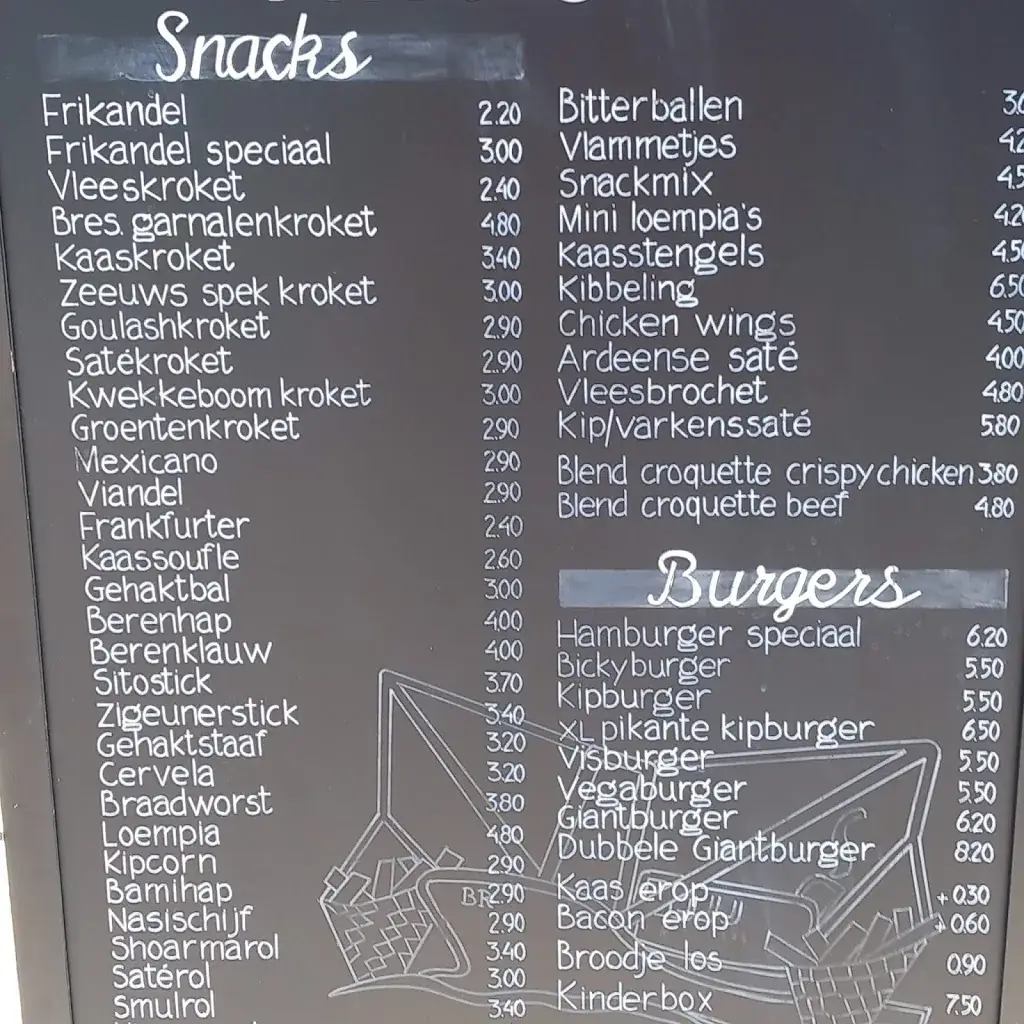 Snacks
Frikandel 2.20
Frikandel speciaal 3.00
Vleeskroket 2.40
Bres. garnalenkroket 4.80
Kaaskroket 3.40
Zeeuws spek kroket 3.00
Goulashkroket 2.90
Satékroket 2.90
Kwekkeboom kroket 3.00
Groentenkroket 2.90
Mexicano 2.90
Viandel 2.90
Frankfurter 2.40
Kaassoufle 2.60
Gehaktbal 3.00
Berenhap 4.00
Berenklauw 4.00
Sitostick 3.70
Zigeunerstick 3.40
Gehaktstaaf 3.20
Cervela 3.20
Braadworst 3.80
Loempia 4.80
Kipcorn 2.90
Bamihap 2.90
Nasischijf 2.90
Shoarmarol 3.40
Satérol 3.00
Smulrol 3.40
Bitterballen
Vlammetjes
Snackmix
Mini loempia's 4.20
Kaasstengels 4.50
Kibbeling 6.50
Chicken wings 4.50
Ardeense saté 4.00
Vleesbrochet 4.80
Kip/varkenssaté 5.80
Blend croquette crispy chicken 3.80
Blend croquette beef 4.80
Burgers
Hamburger speciaal 6.20
Bickyburger 5.50
Kipburger 5.50
XL pikante kipburger 6.50
Visburger 5.50
Vegaburger 5.50
Giantburger 6.20
Dubbele Giantburger 8.20
Kaas erop + 0.30
Bacon erop + 0.60
Broodje los 0.90
Kinderbox 7.50